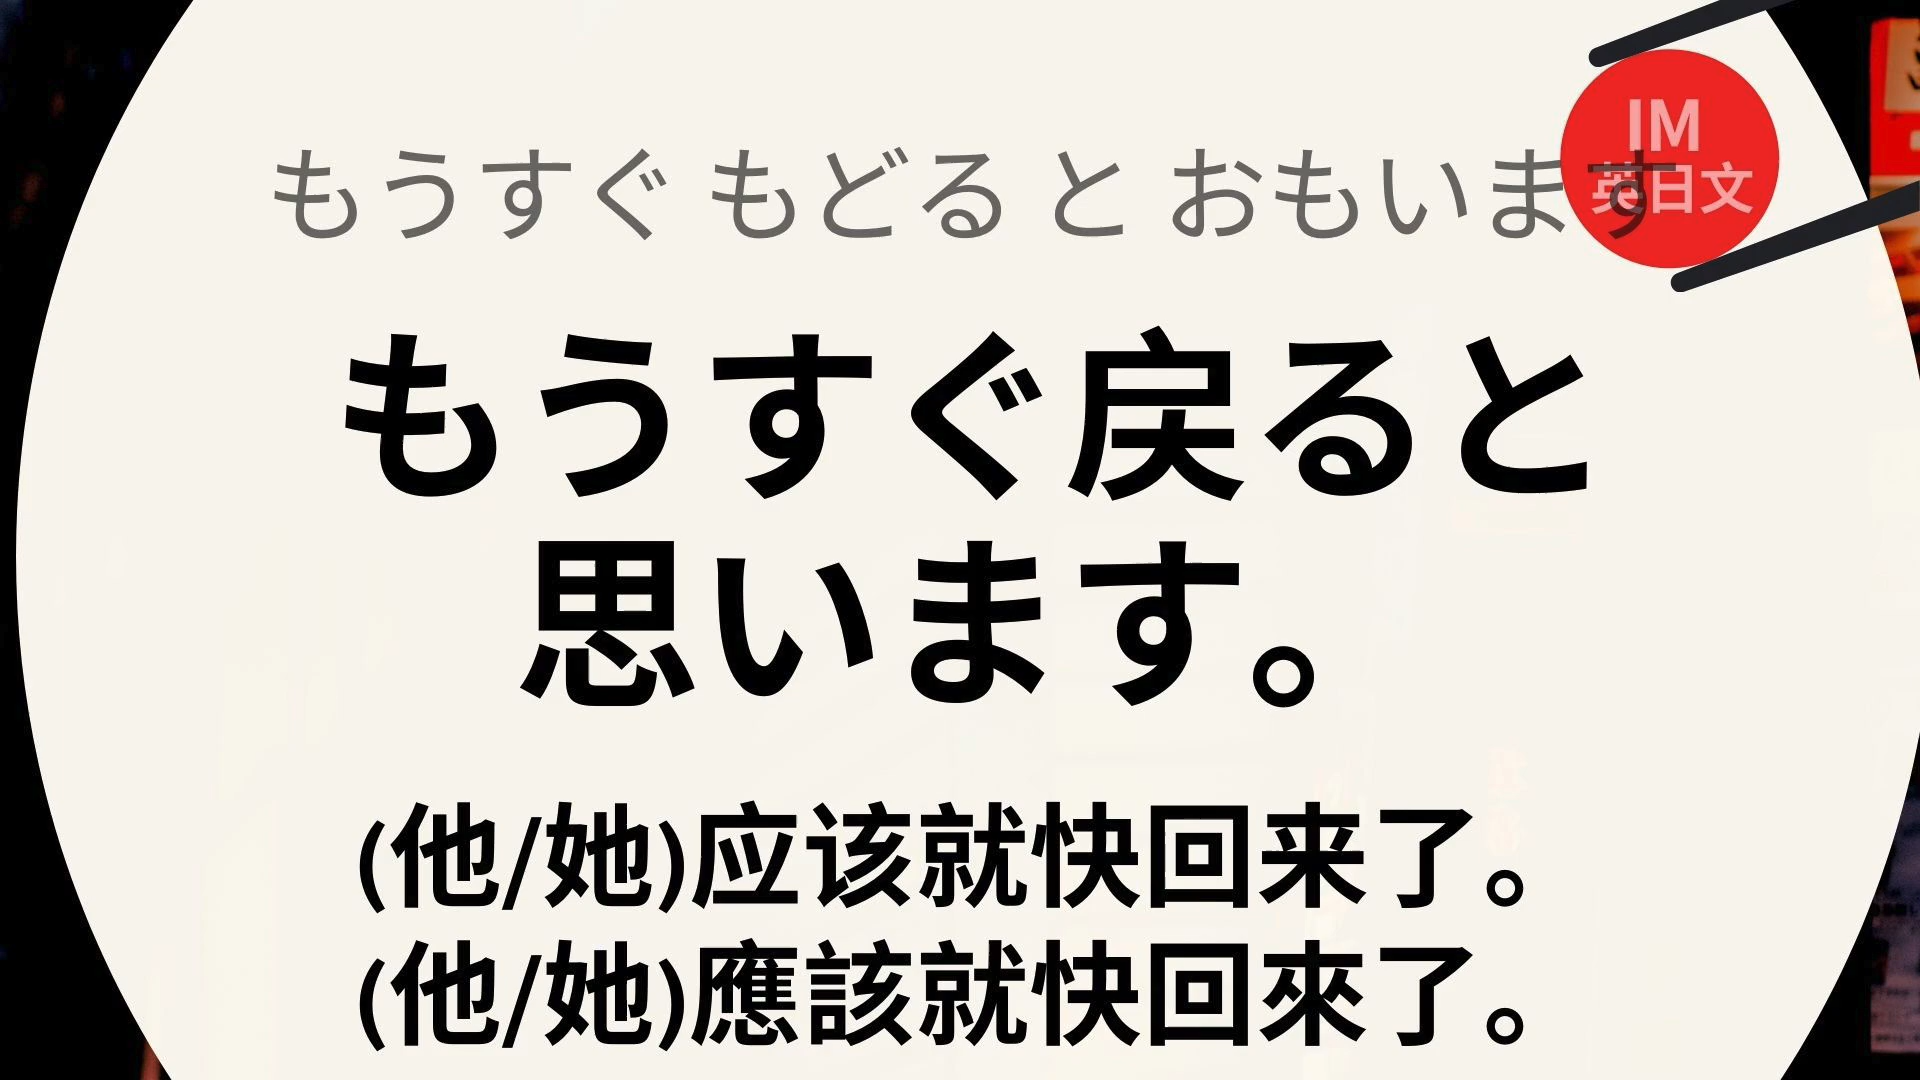 もうすぐ もどる と おもいます
IM
英日文
もうすぐ戻ると
思います。
(他/她)应该就快回来了。
(他/她)應該就快回來了。